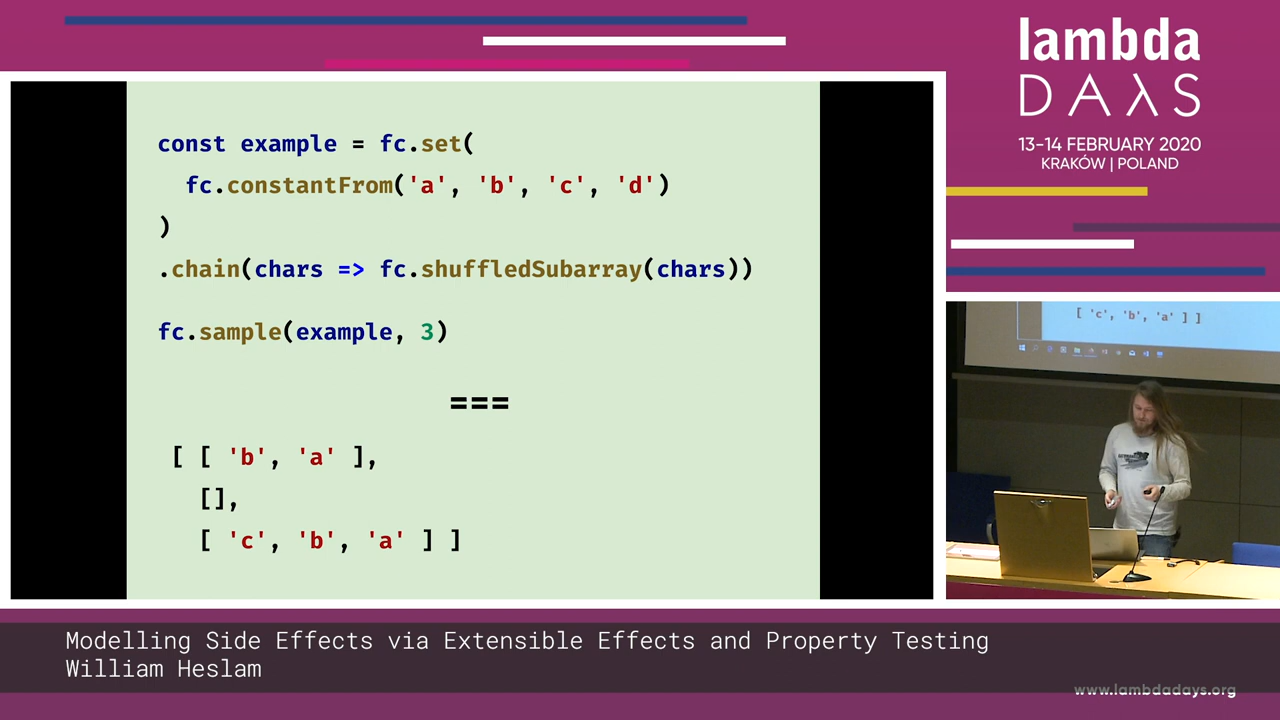 lambda
DAλS
13-14 FEBRUARY 2020
KRAKÓW | POLAND
const example = fc.set(
fc.constantFrom('a', 'b', 'c', 'd')
)
.chain(chars => fc.shuffledSubarray(chars))
fc.sample(example, 3)
===
[ [ 'b', 'a' ],
[],
[ 'c', 'b', 'a' ] ]
[ 'c', 'b', 'a' ] ]
Modelling Side Effects via Extensible Effects and Property Testing
William Heslam
www.lambdadays.org